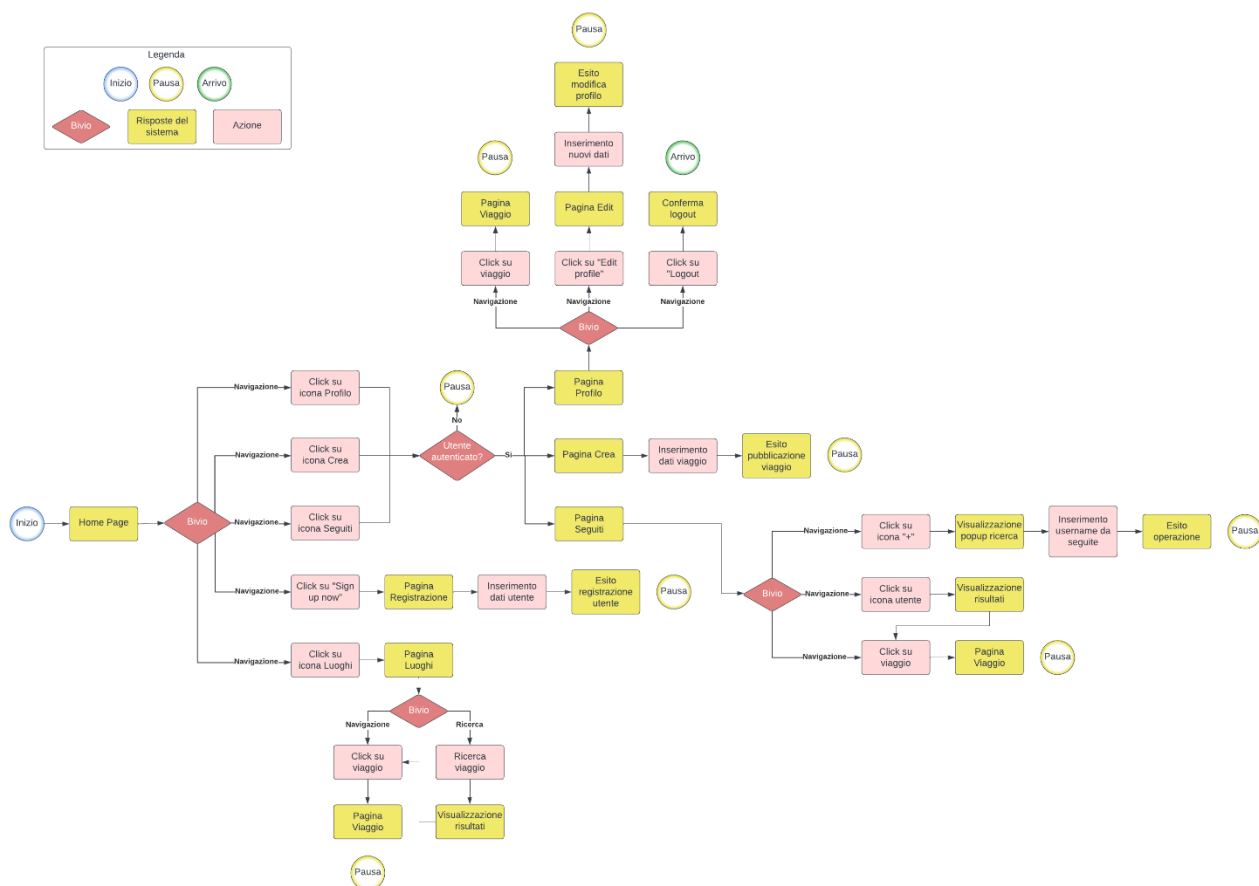 Legenda
Inizio
Pausa
Arrivo
Bivio
Risposte del
sistema
Azione
Pausa
Esito
modifica
profilo
Inserimento
nuovi dati
Pausa
Arrivo
Pagina
Viaggio
Pagina Edit
Conferma
logout
Click su
viaggio
Click su "Edit
profile"
Click su
"Logout
Navigazione
Navigazione
Navigazione
Bivio
Pagina
Profilo
Navigazione
Click su
icona Profilo
Pausa
No
Navigazione
Click su
icona Crea
Utente
autenticato?
Si
Pagina Crea
Inserimento
dati viaggio
Esito
pubblicazione
viaggio
Pausa
Inizio
Home Page
Bivio
Navigazione
Click su
icona Seguiti
Pagina
Seguiti
Navigazione
Click su
icona "+"
Visualizzazione
popup ricerca
Inserimento
username da
seguite
Esito
operazione
Pausa
Navigazione
Click su "Sign
up now"
Pagina
Registrazione
Inserimento
dati utente
Esito
registrazione
utente
Pausa
Bivio
Navigazione
Click su
icona utente
Visualizzazione
risultati
Navigazione
Click su
viaggio
Pagina
Viaggio
Pausa
Navigazione
Click su
icona Luoghi
Pagina
Luoghi
Bivio
Navigazione
Ricerca
Click su
viaggio
Ricerca
viaggio
Pagina
Viaggio
Visualizzazione
risultati
Pausa